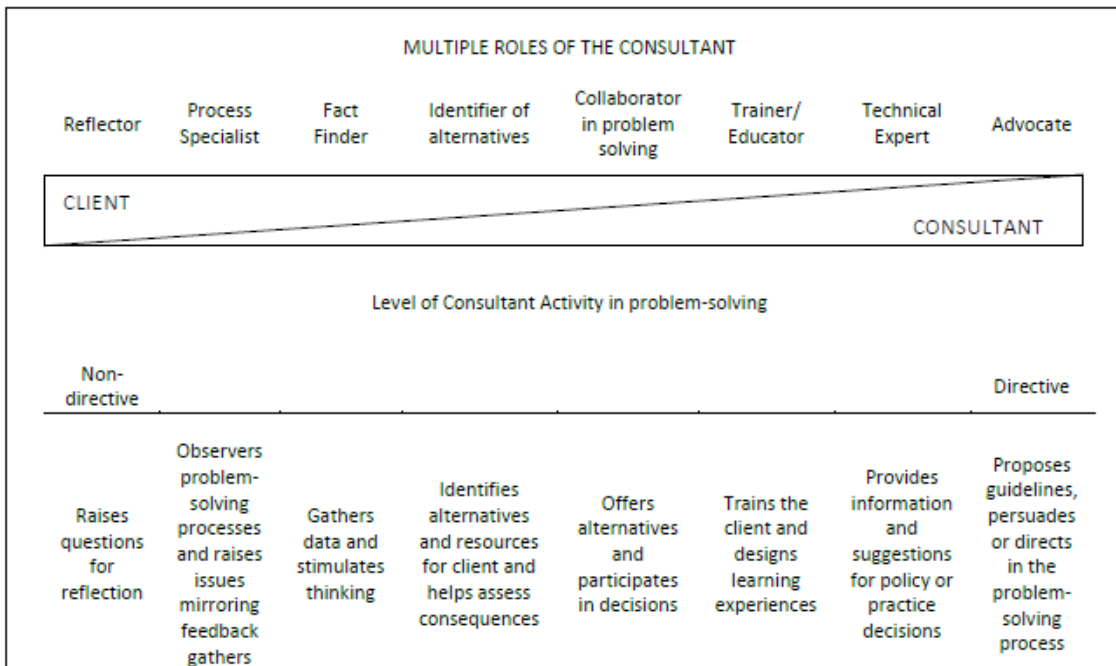 MULTIPLE ROLES OF THE CONSULTANT
Reflector
Process
Specialist
Fact
Finder
Identifier of
alternatives
Collaborator
in problem
solving
Trainer/
Educator
Technical
Expert
Advocate
CLIENT
CONSULTANT
Level of Consultant Activity in problem-solving
Non-
directive
Directive
Raises
questions
for
reflection
Observers
problem-
solving
processes
and raises
issues
mirroring
feedback
gathers
Gathers
data and
stimulates
thinking
Identifies
alternatives
and resources
for client and
helps assess
consequences
Offers
alternatives
and
participates
in decisions
Trains the
client and
designs
learning
experiences
Provides
information
and
suggestions
for policy or
practice
decisions
Proposes
guidelines,
persuades
or directs
in the
problem-
solving
process